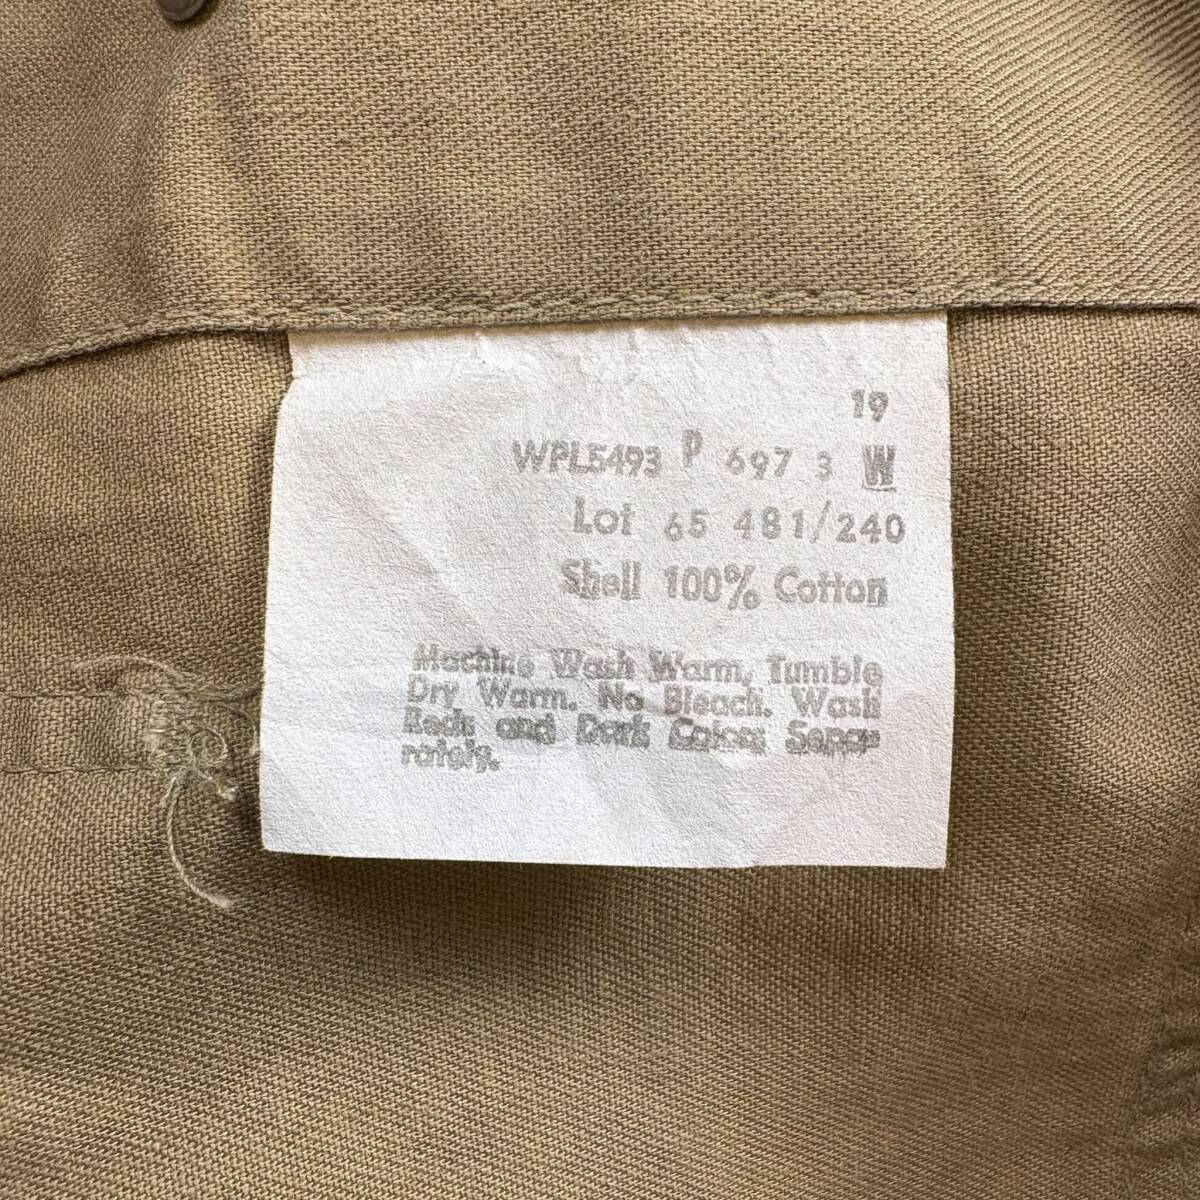 19
WPL5493 P 697 3 W
Lot 65 481/240
Shell 100% Cotton
Machine Wash Warm, Tumble
Dry Warm. No Bleach. Wash
Reds and Dark Colors Sepa-
rately.